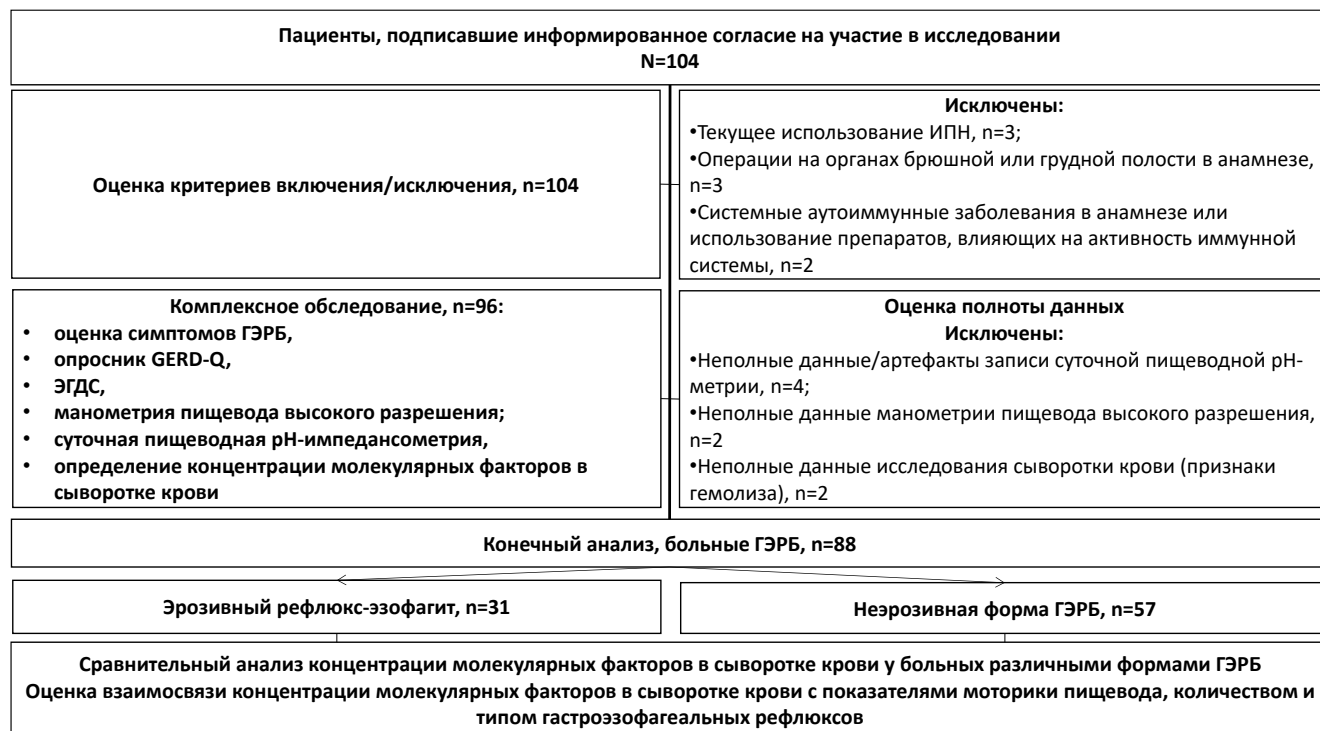 Пациенты, подписавшие информированное согласие на участие в исследовании
N=104
Оценка критериев включения/исключения, n=104
Исключены:
•Текущее использование ИПН, n=3;
•Операции на органах брюшной или грудной полости в анамнезе,
n=3
•Системные аутоиммунные заболевания в анамнезе или
использование препаратов, влияющих на активность иммунной
системы, n=2
Комплексное обследование, n=96:
• оценка симптомов ГЭРБ,
• опросник GERD-Q,
• ЭГДС,
• манометрия пищевода высокого разрешения;
• суточная пищеводная рН-импедансометрия,
• определение концентрации молекулярных факторов в
сыворотке крови
Оценка полноты данных
Исключены:
•Неполные данные/артефакты записи суточной пищеводной рН-
метрии, n=4;
•Неполные данные манометрии пищевода высокого разрешения,
n=2
•Неполные данные исследования сыворотки крови (признаки
гемолиза), n=2
Конечный анализ, больные ГЭРБ, n=88
Эрозивный рефлюкс-эзофагит, n=31
Неэрозивная форма ГЭРБ, n=57
Сравнительный анализ концентрации молекулярных факторов в сыворотке крови у больных различными формами ГЭРБ
Оценка взаимосвязи концентрации молекулярных факторов в сыворотке крови с показателями моторики пищевода, количеством и
типом гастроэзофагеальных рефлюксов